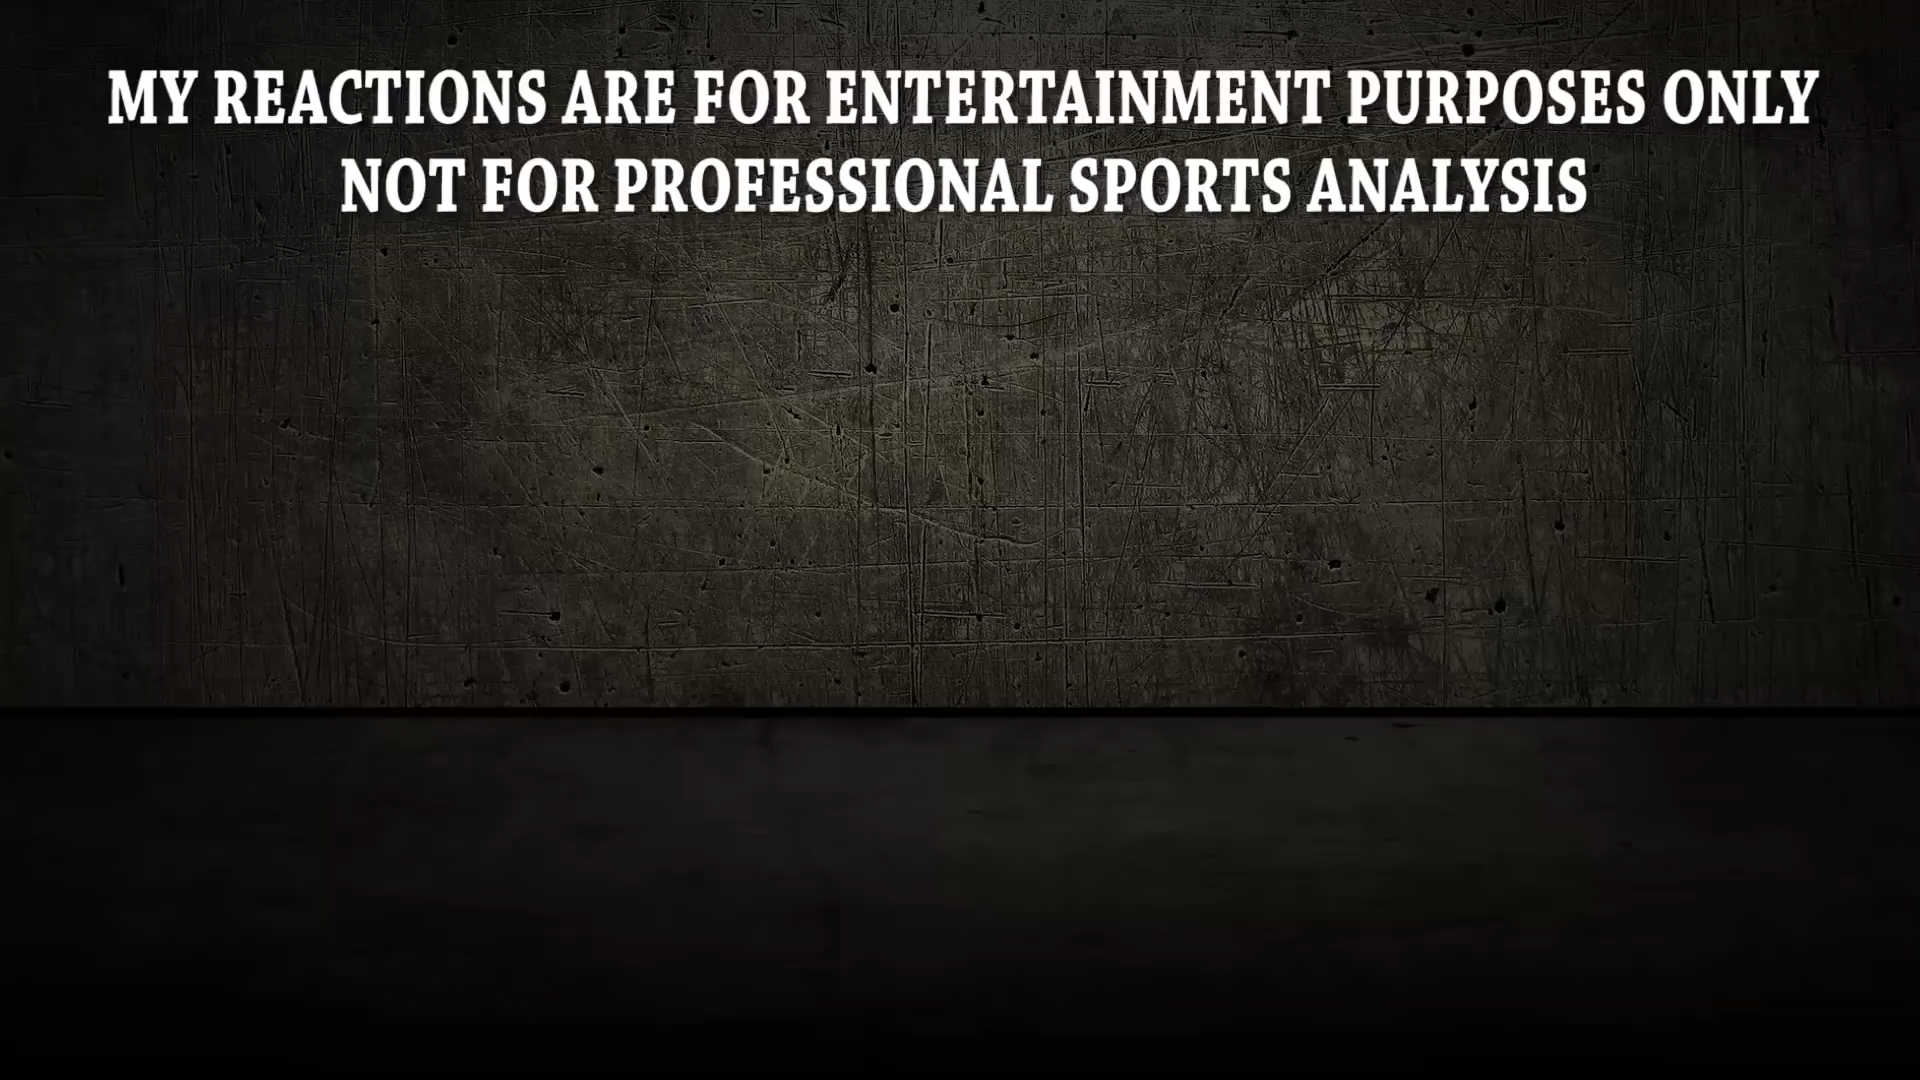 MY REACTIONS ARE FOR ENTERTAINMENT PURPOSES ONLY
NOT FOR PROFESSIONAL SPORTS ANALYSIS